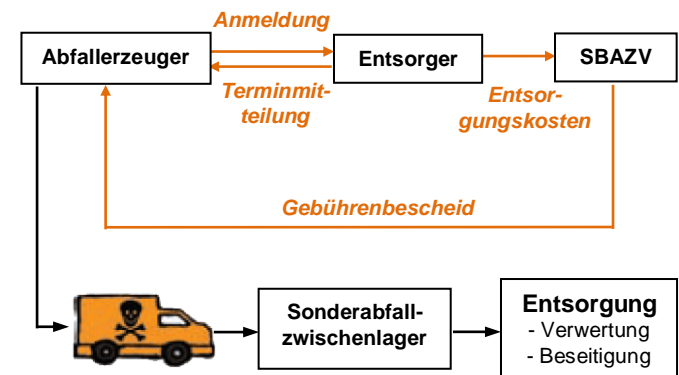 Anmeldung
Abfallerzeuger
Entsorger
SBAZV
Terminmit-
teilung
Entsor-
gungskosten
Gebührenbescheid
Sonderabfall-
zwischenlager
Entsorgung
- Verwertung
- Beseitigung